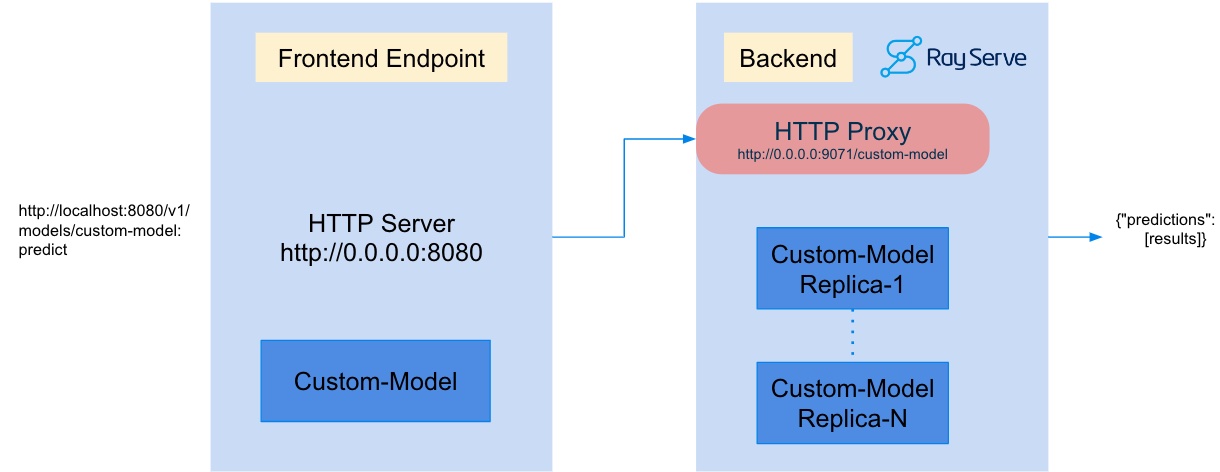 http://localhost:8080/v1/
models/custom-model:
predict
Frontend Endpoint
HTTP Server
http://0.0.0.0:8080
Custom-Model
Backend
Ray Serve
HTTP Proxy
http://0.0.0.0:9071/custom-model
Custom-Model
Replica-1
Custom-Model
Replica-N
{"predictions":
[results]}